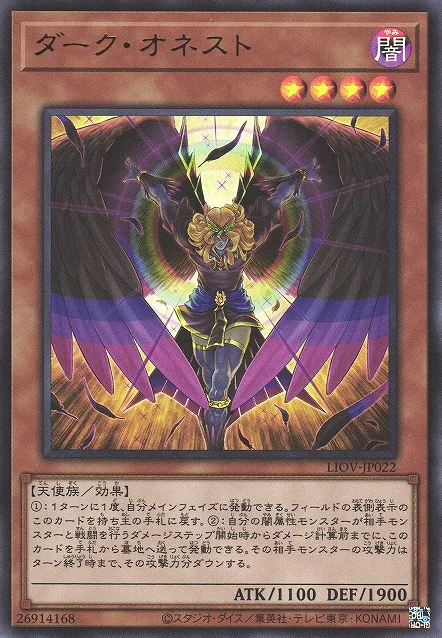 ダーク・オネスト
闇
LIOV-JP022
【天使族／効果】
①：1ターンに1度、自分メインフェイズに発動できる。フィールドの表側表示の
このカードを持ち主の手札に戻す。②：自分の闇属性モンスターが相手モン
スターと戦闘を行うダメージステップ開始時からダメージ計算前までに、この
カードを手札から墓地へ送って発動できる。その相手モンスターの攻撃力は
ターン終了時まで、その攻撃力分ダウンする。
ATK/1100 DEF/1900
26914168
©スタジオ・ダイス／集英社・テレビ東京・KONAMI